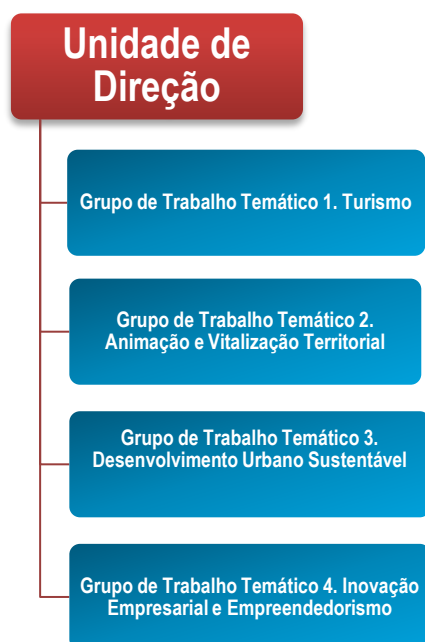 Unidade de
Direção
Grupo de Trabalho Temático 1. Turismo
Grupo de Trabalho Temático 2.
Animação e Vitalização Territorial
Grupo de Trabalho Temático 3.
Desenvolvimento Urbano Sustentável
Grupo de Trabalho Temático 4. Inovação
Empresarial e Empreendedorismo